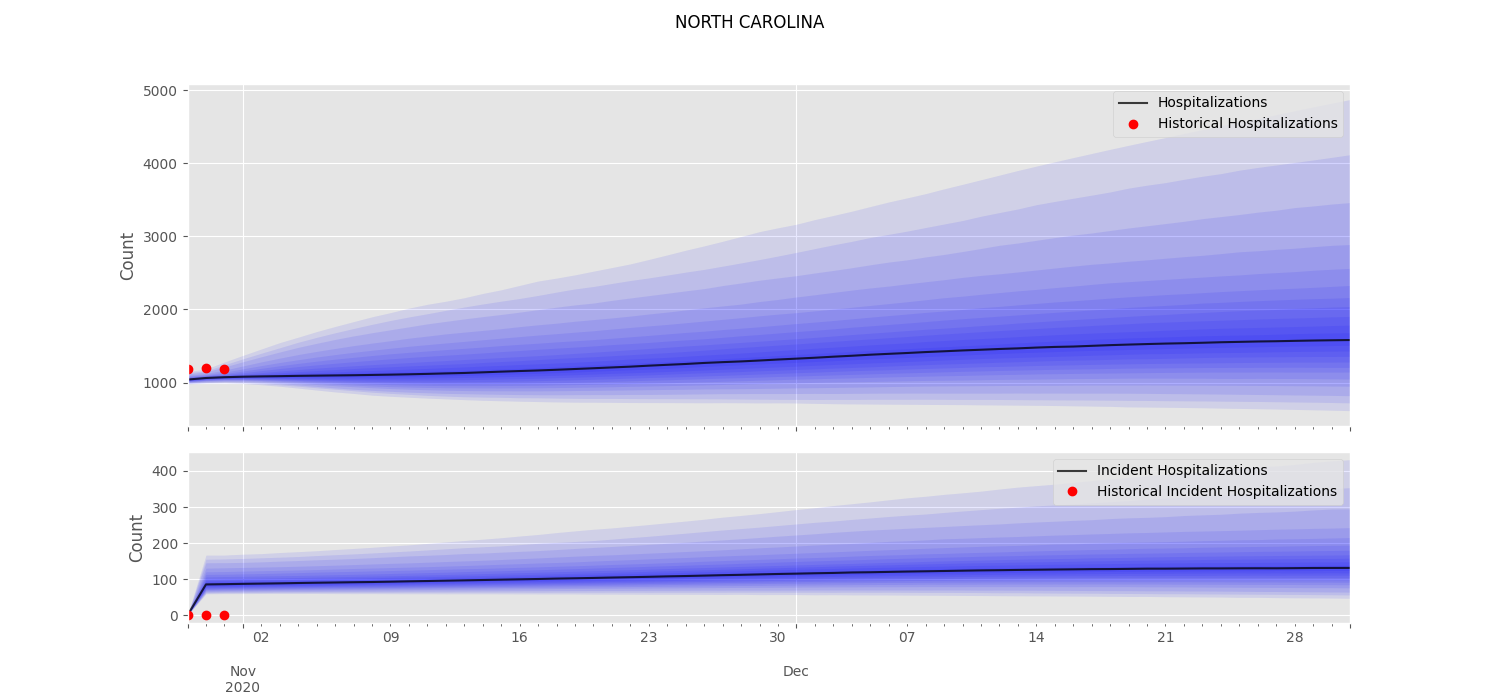 NORTH CAROLINA
5000
4000
3000
2000
1000
Count
Hospitalizations
Historical Hospitalizations
400
300
200
100
0
Count
Incident Hospitalizations
Historical Incident Hospitalizations
02 09 16 23 30 07 14 21 28
Nov Dec
2020